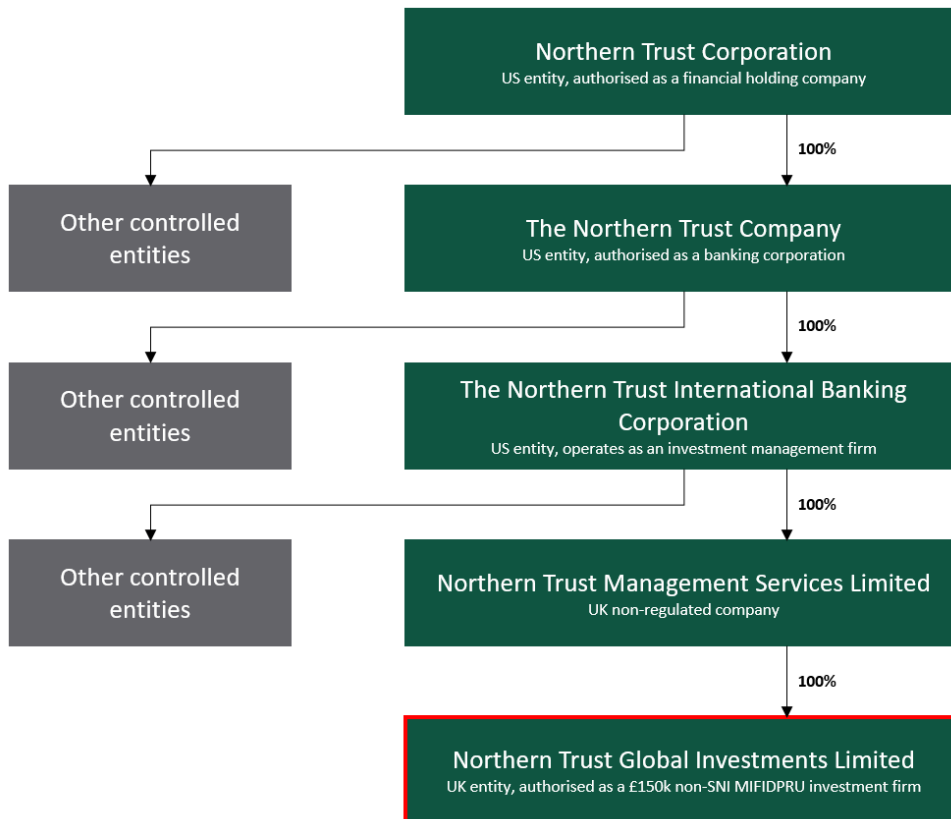 Northern Trust Corporation
US entity, authorised as a financial holding company
100%
Other controlled
entities
The Northern Trust Company
US entity, authorised as a banking corporation
100%
Other controlled
entities
The Northern Trust International Banking
Corporation
US entity, operates as an investment management firm
100%
Other controlled
entities
Northern Trust Management Services Limited
UK non-regulated company
100%
Northern Trust Global Investments Limited
UK entity, authorised as a £150k non-SNI MIFIDPRU investment firm